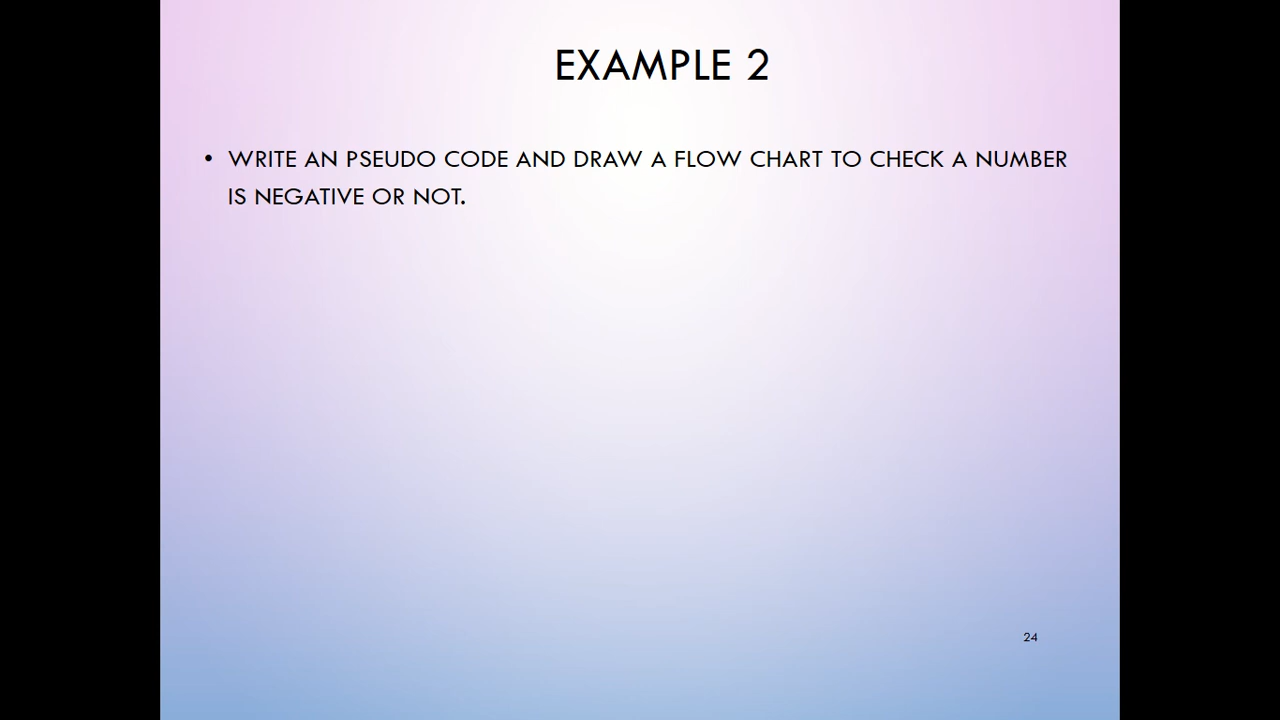 EXAMPLE 2
• WRITE AN PSEUDO CODE AND DRAW A FLOW CHART TO CHECK A NUMBER
IS NEGATIVE OR NOT.
24